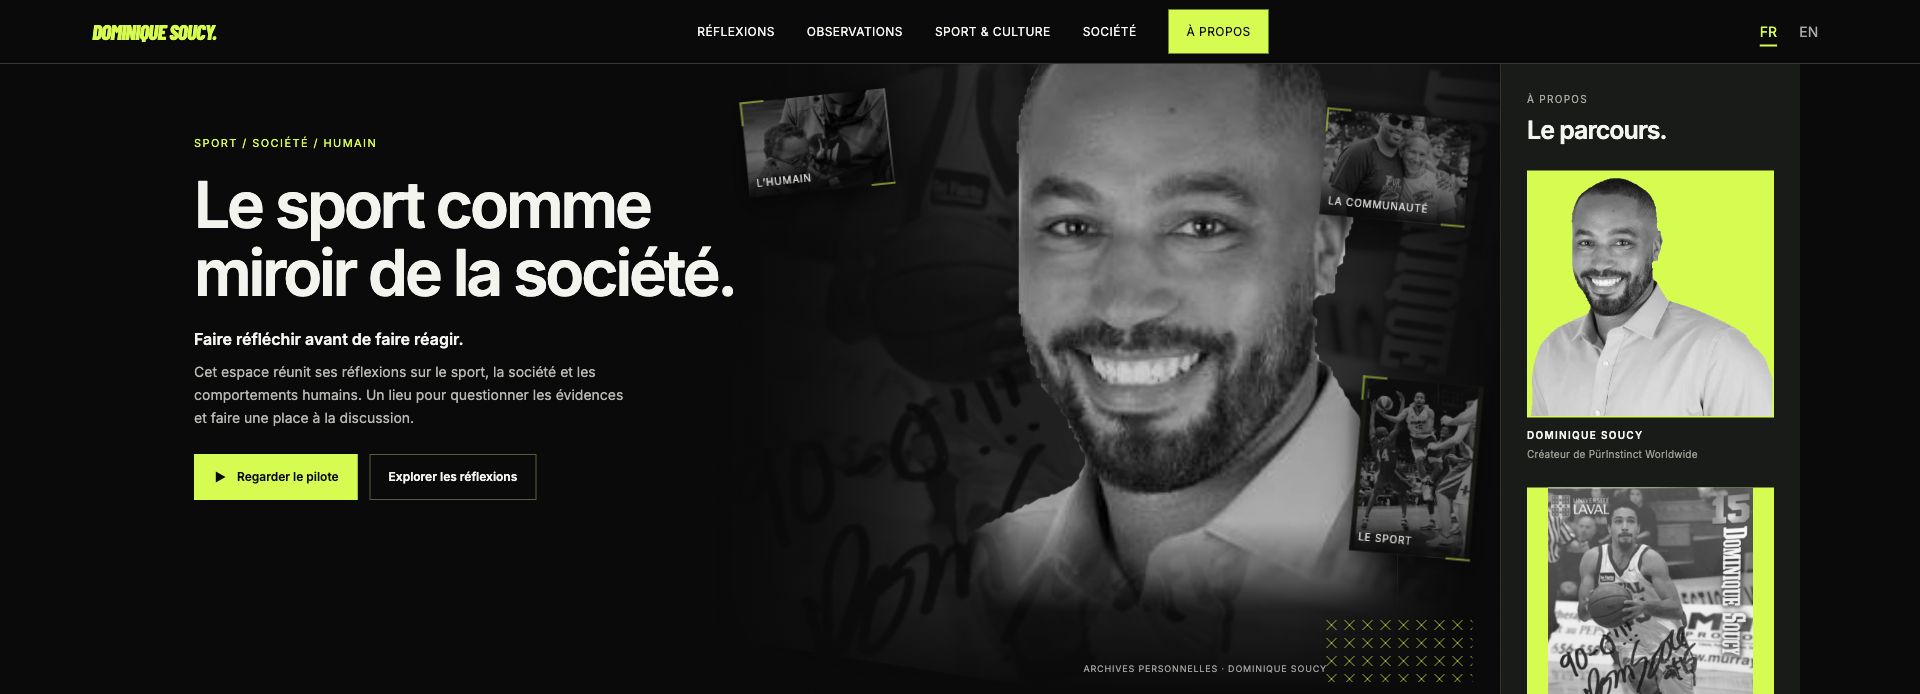 DOMINIQUE SOUCY.
RÉFLEXIONS
OBSERVATIONS
SPORT & CULTURE
SOCIÉTÉ
À PROPOS
FR
EN
SPORT / SOCIÉTÉ / HUMAIN
Le sport comme
miroir de la société.
Faire réfléchir avant de faire réagir.
Cet espace réunit ses réflexions sur le sport, la société et les
comportements humains. Un lieu pour questionner les évidences
et faire une place à la discussion.
Regarder le pilote
Explorer les réflexions
L'HUMAIN
LA COMMUNAUTÉ
LE SPORT
ARCHIVES PERSONNELLES · DOMINIQUE SOUCY
À PROPOS
Le parcours.
DOMINIQUE SOUCY
Créateur de PürInstinct Worldwide
UNIVERSITÉ
LAVAL
15
DOMINIQUE SOUCY